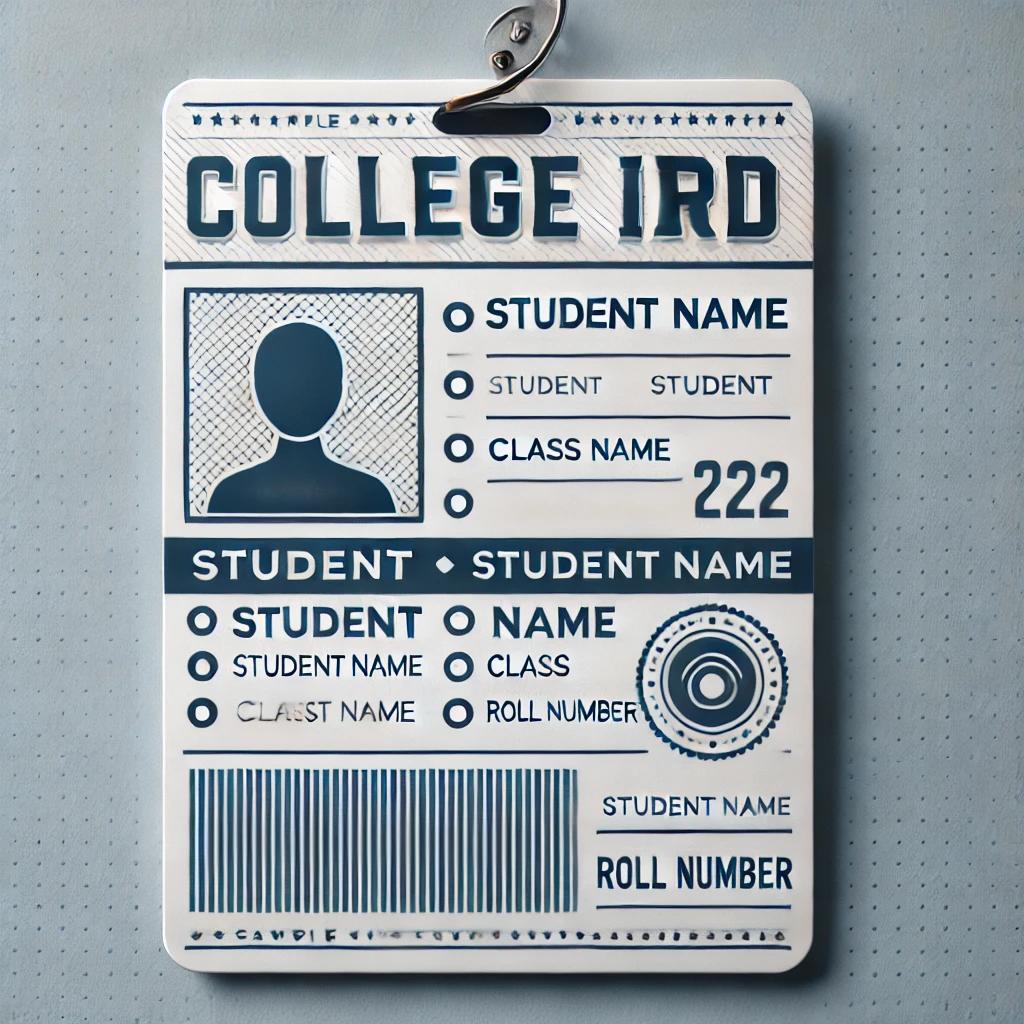 COLLEGE IRD
STUDENT NAME
STUDENT STUDENT
CLASS NAME
222
STUDENT ◆ STUDENT NAME
STUDENT NAME
STUDENT NAME CLASS
NAME ROLL NUMBER
STUDENT NAME
ROLL NUMBER